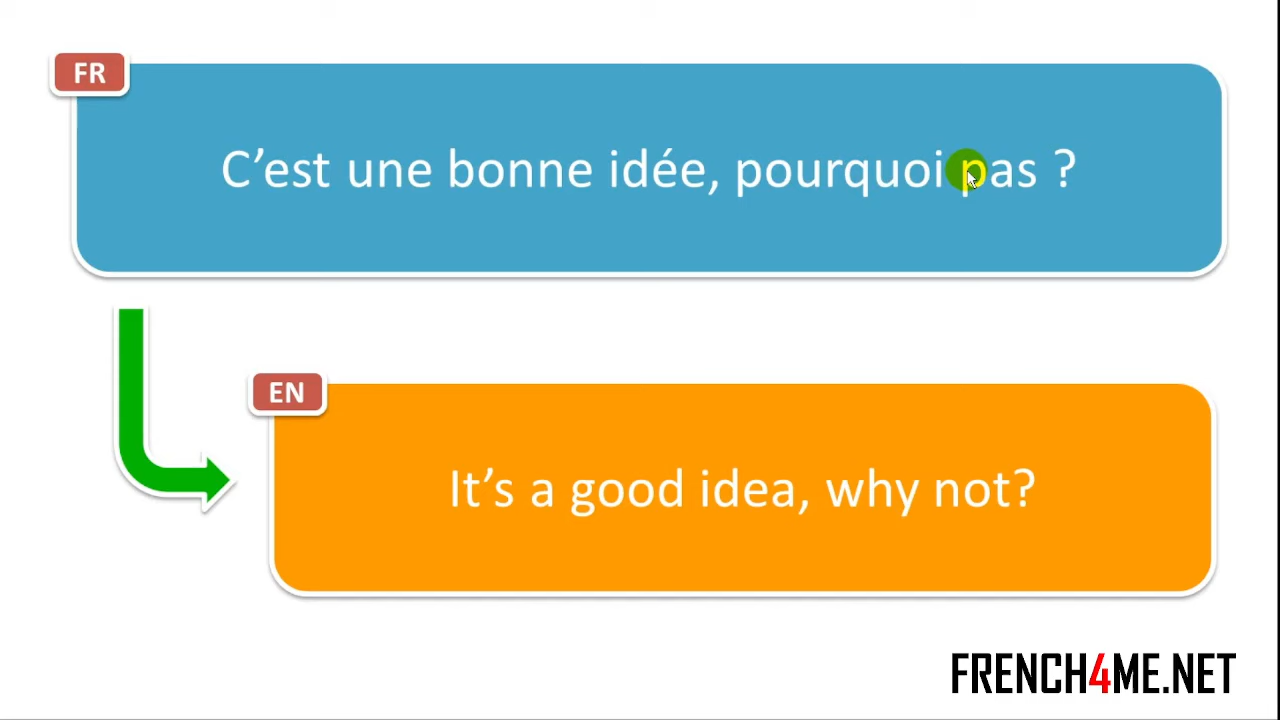 FR
C’est une bonne idée, pourquoi pas ?
EN
It’s a good idea, why not?
FRENCH4ME.NET